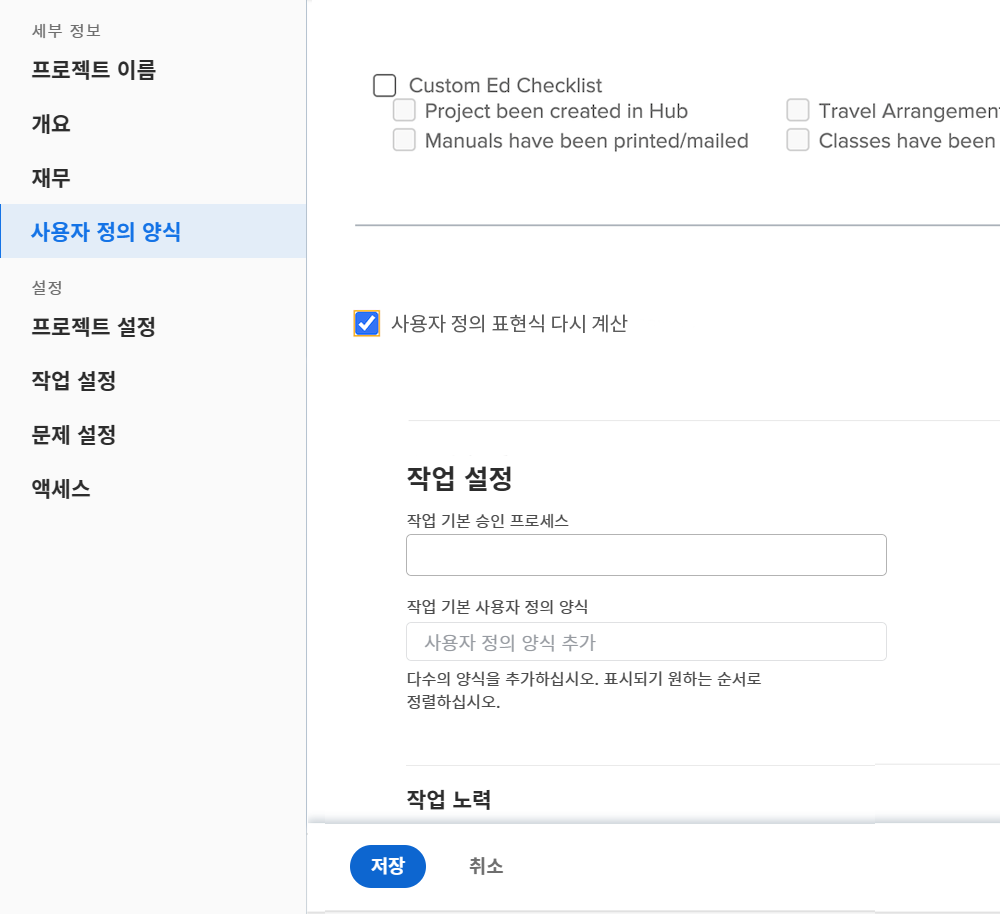 세부 정보
프로젝트 이름
개요
재무
사용자 정의 양식
설정
프로젝트 설정
작업 설정
문제 설정
액세스
Custom Ed Checklist
Project been created in Hub
Travel Arrangement
Manuals have been printed/mailed
Classes have been
사용자 정의 표현식 다시 계산
작업 설정
작업 기본 승인 프로세스
작업 기본 사용자 정의 양식
사용자 정의 양식 추가
다수의 양식을 추가하십시오. 표시되기 원하는 순서로
정렬하십시오.
작업 노력
저장 취소